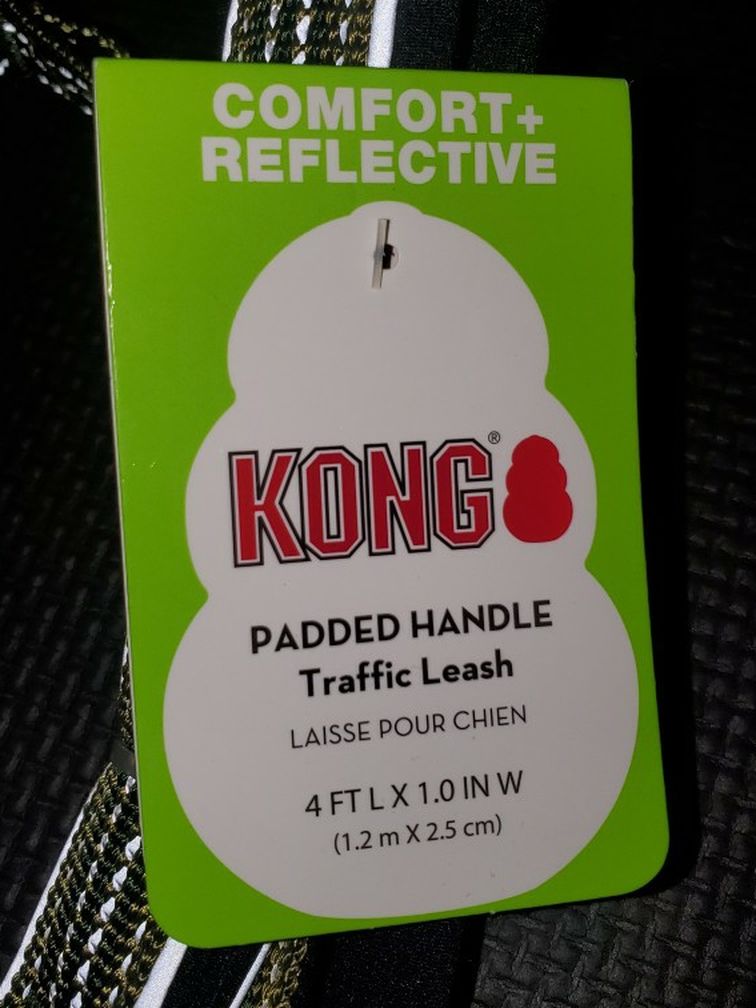 COMFORT+
REFLECTIVE
KONG®
PADDED HANDLE
Traffic Leash
LAISSE POUR CHIEN
4 FT L X 1.0 IN W
(1.2 m X 2.5 cm)